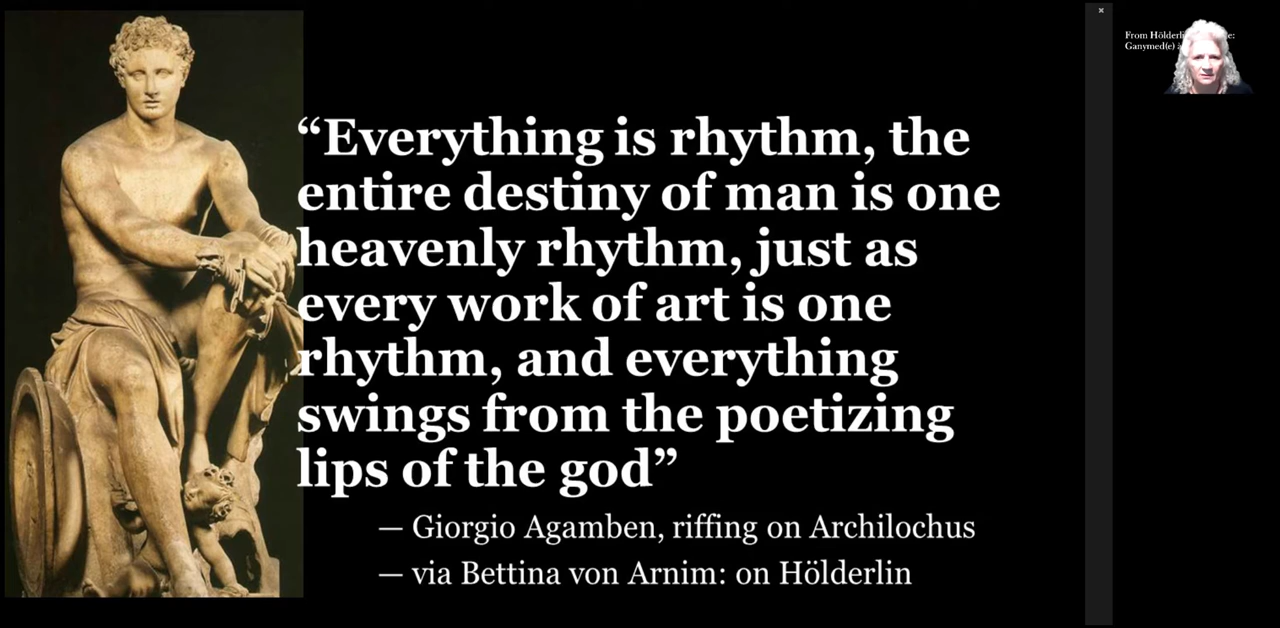 “Everything is rhythm, the
entire destiny of man is one
heavenly rhythm, just as
every work of art is one
rhythm, and everything
swings from the poetizing
lips of the god”
— Giorgio Agamben, riffing on Archilochus
— via Bettina von Arnim: on Hölderlin
From
Ganymed(e)